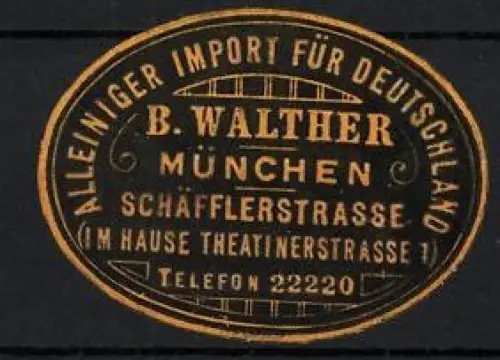 ALLEINIGER IMPORT FÜR DEUTSCHLAND
B. WALTHER
MÜNCHEN
SCHÄFFLERSTRASSE
(IM HAUSE THEATINERSTRASSE 1)
TELEFON 22220